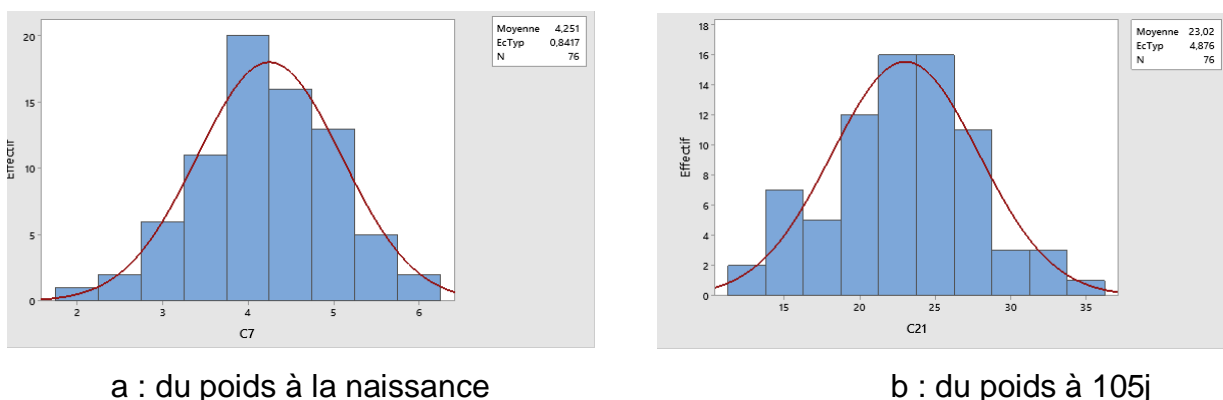 Moyenne 4,251
EcTyp 0,8417
N 76
20
15
10
5
0
Effectif
2 3 4 5 6
C7
a : du poids à la naissance
Moyenne 23,02
EcTyp 4,876
N 76
18
16
14
12
10
8
6
4
2
0
Effectif
15 20 25 30 35
C21
b : du poids à 105j